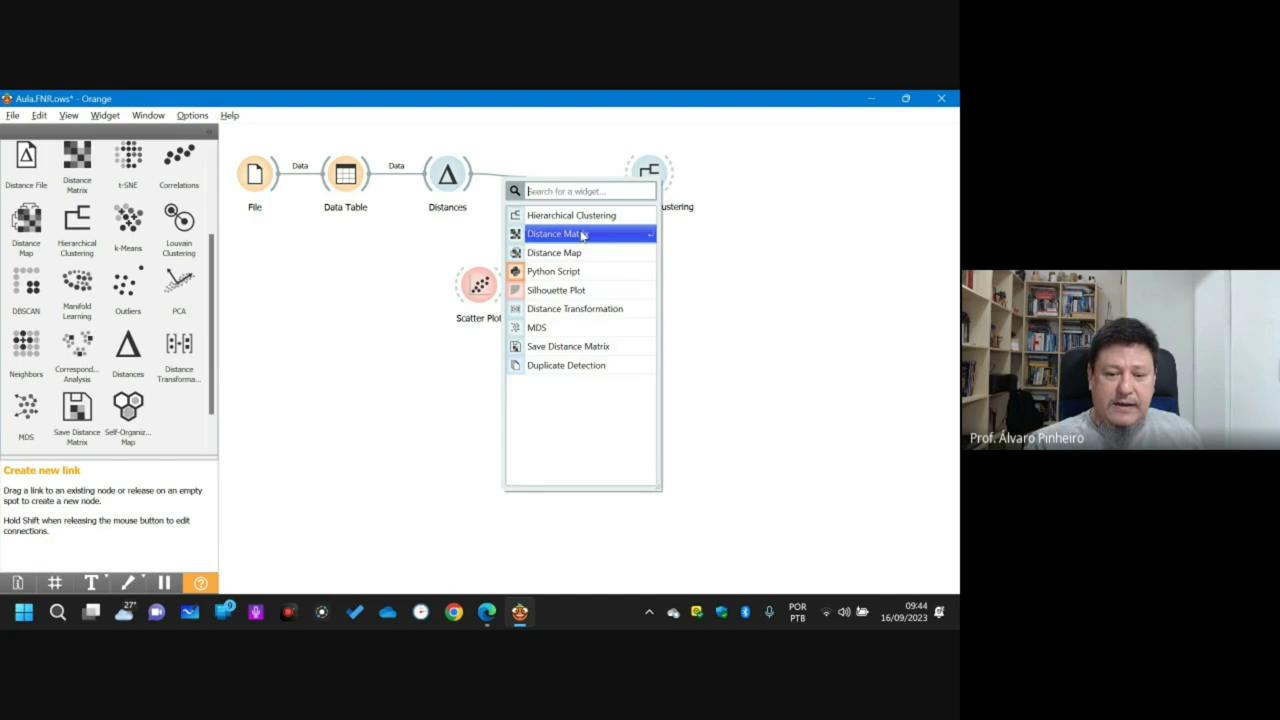 Aula.FNR.ows* - Orange
File Edit View Widget Window Options Help
Distance File
Distance
Matrix
t-SNE
Correlations
Distance
Map
Hierarchical
Clustering
k-Means
Louvain
Clustering
DBSCAN
Manifold
Learning
Outliers
PCA
Neighbors
Correspond...
Analysis
Distances
Distance
Transforma...
MDS
Save Distance
Matrix
Self-Organiz...
Map
Create new link
Drag a link to an existing node or release on an empty
spot to create a new node.
Hold Shift when releasing the mouse button to edit
connections.
Data
Data
File
Data Table
Distances
ustering
Scatter Plot
Search for a widget...
Hierarchical Clustering
Distance Matrix
Distance Map
Python Script
Silhouette Plot
Distance Transformation
MDS
Save Distance Matrix
Duplicate Detection
Prof. Álvaro Pinheiro
27°
POR
PTB
09:44
16/09/2023